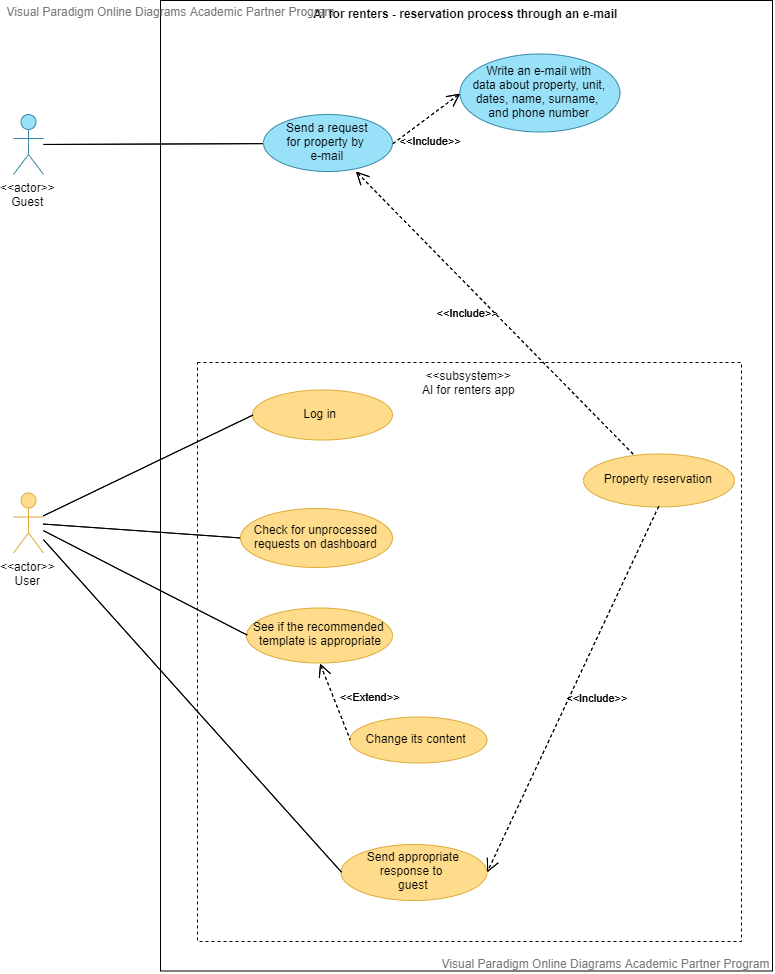 Visual Paradigm Online Diagrams Academic Partner Program
AI for renters - reservation process through an e-mail
Write an e-mail with
data about property, unit,
dates, name, surname,
and phone number
Send a request
for property by
e-mail
<<Include>>
<<actor>>
Guest
<<Include>>
<<subsystem>>
AI for renters app
Log in
Property reservation
Check for unprocessed
requests on dashboard
<<actor>>
User
See if the recommended
template is appropriate
<<Extend>>
<<Include>>
Change its content
Send appropriate
response to
guest
Visual Paradigm Online Diagrams Academic Partner Program